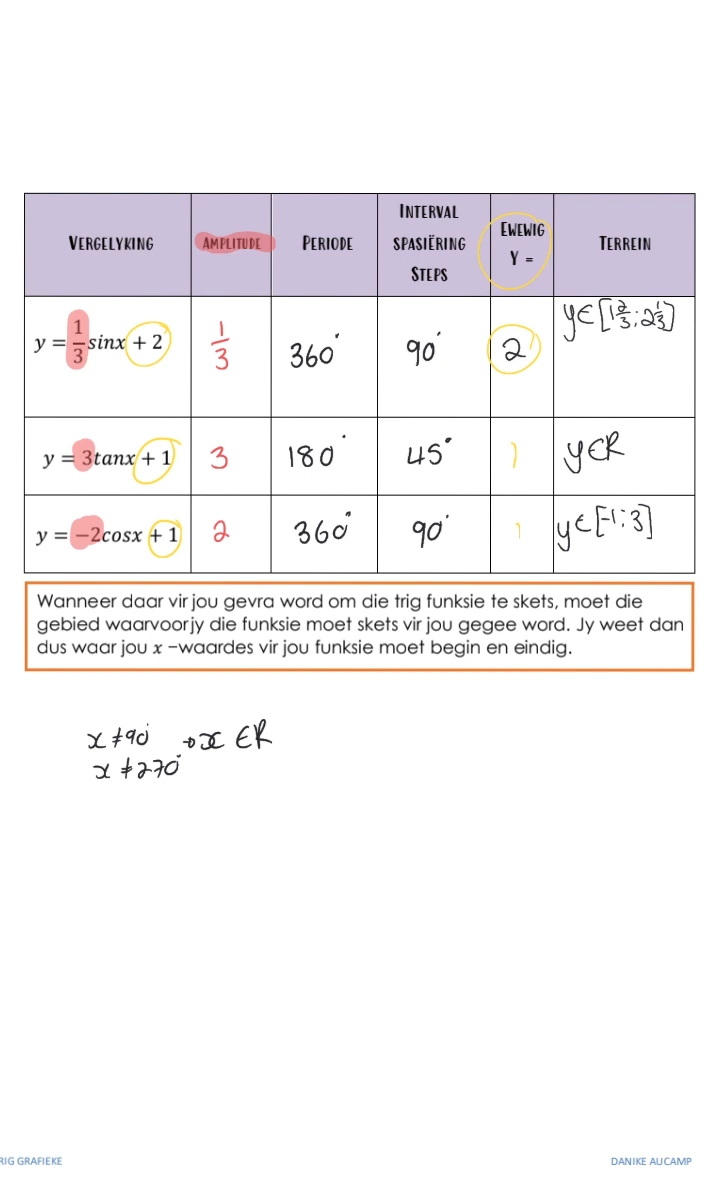 VERGELYKING AMPLITUDE PERIODE INTERVAL SPASIËRING STEPS EWEWIG Y = TERREIN
y = 1/3 sinx + 2 1/3 360° 90° 2 y∈[1 2/3 ; 2 1/3]
y = 3tanx + 1 3 180° 45° 1 y∈R
y = −2cosx + 1 2 360° 90° 1 y∈[-1 ; 3]
Wanneer daar vir jou gevra word om die trig funksie te skets, moet die
gebied waarvoor jy die funksie moet skets vir jou gegee word. Jy weet dan
dus waar jou x −waardes vir jou funksie moet begin en eindig.
x ≠ 90° → x ∈ R
x ≠ 270°
RIG GRAFIEKE DANIKE AUCAMP